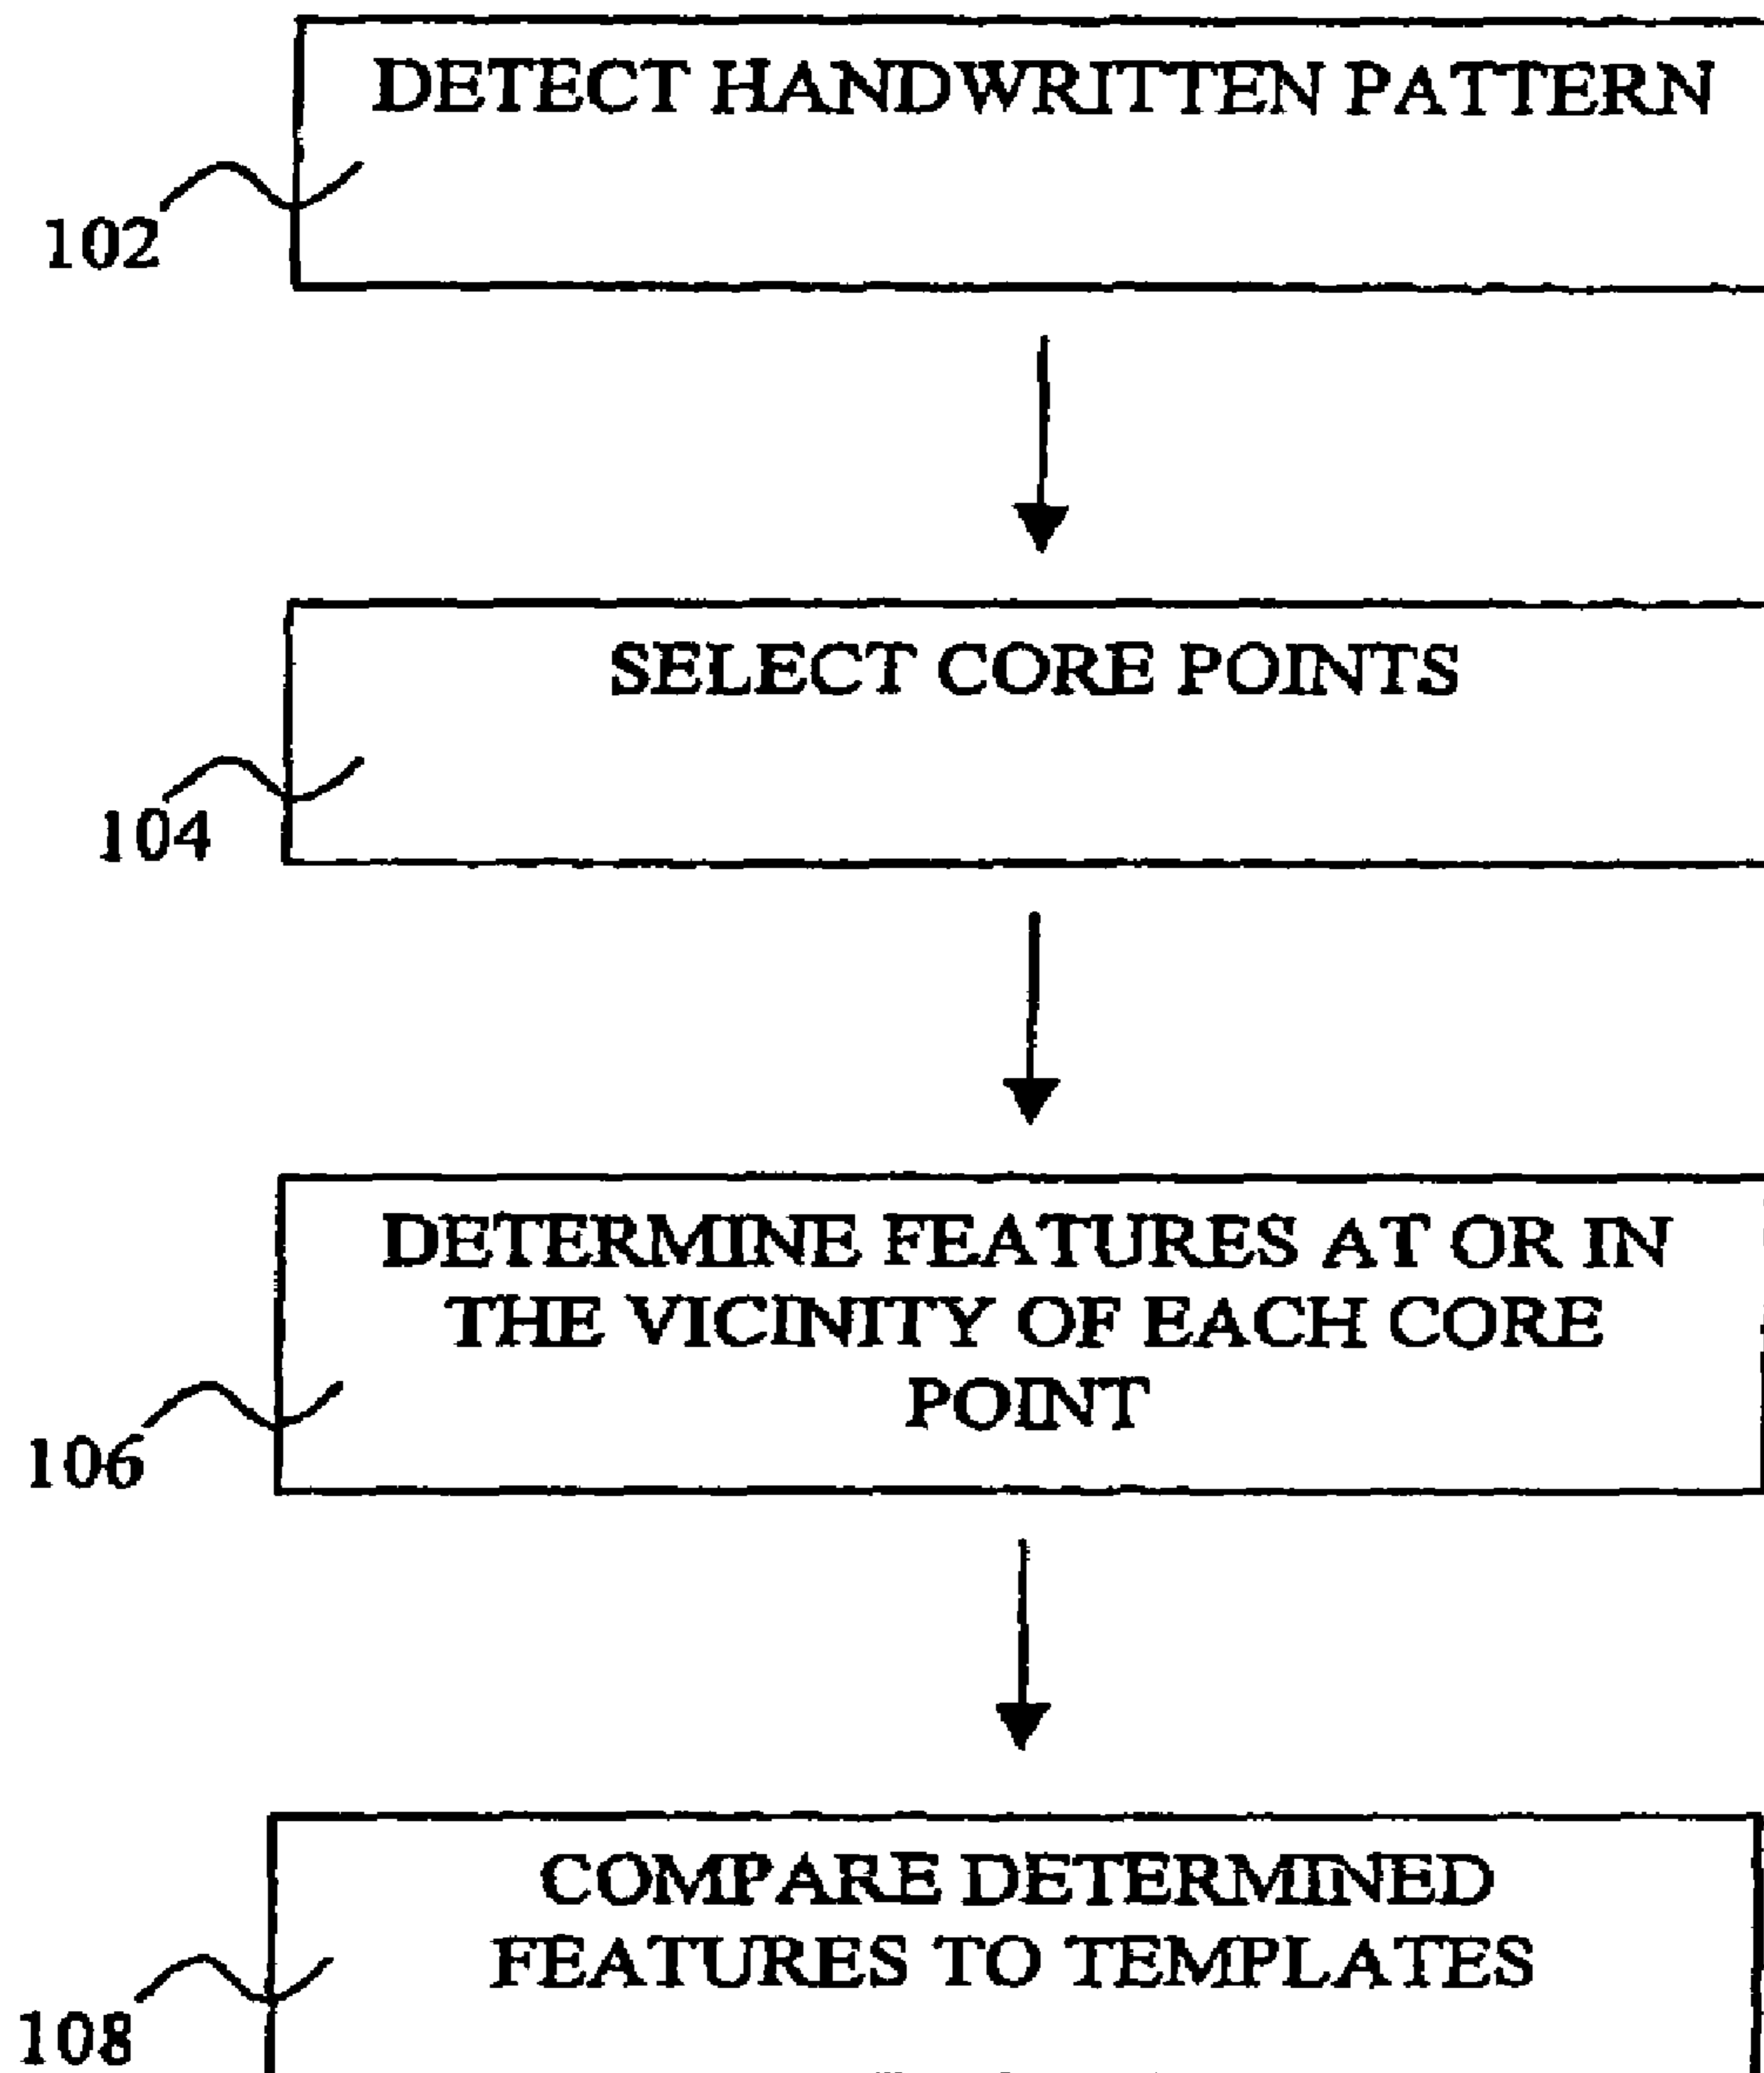 DETECT HANDWRITTEN PATTERN
102
SELECT CORE POINTS
104
DETERMINE FEATURES AT OR IN
THE VICINITY OF EACH CORE
POINT
106
COMPARE DETERMINED
FEATURES TO TEMPLATES
108